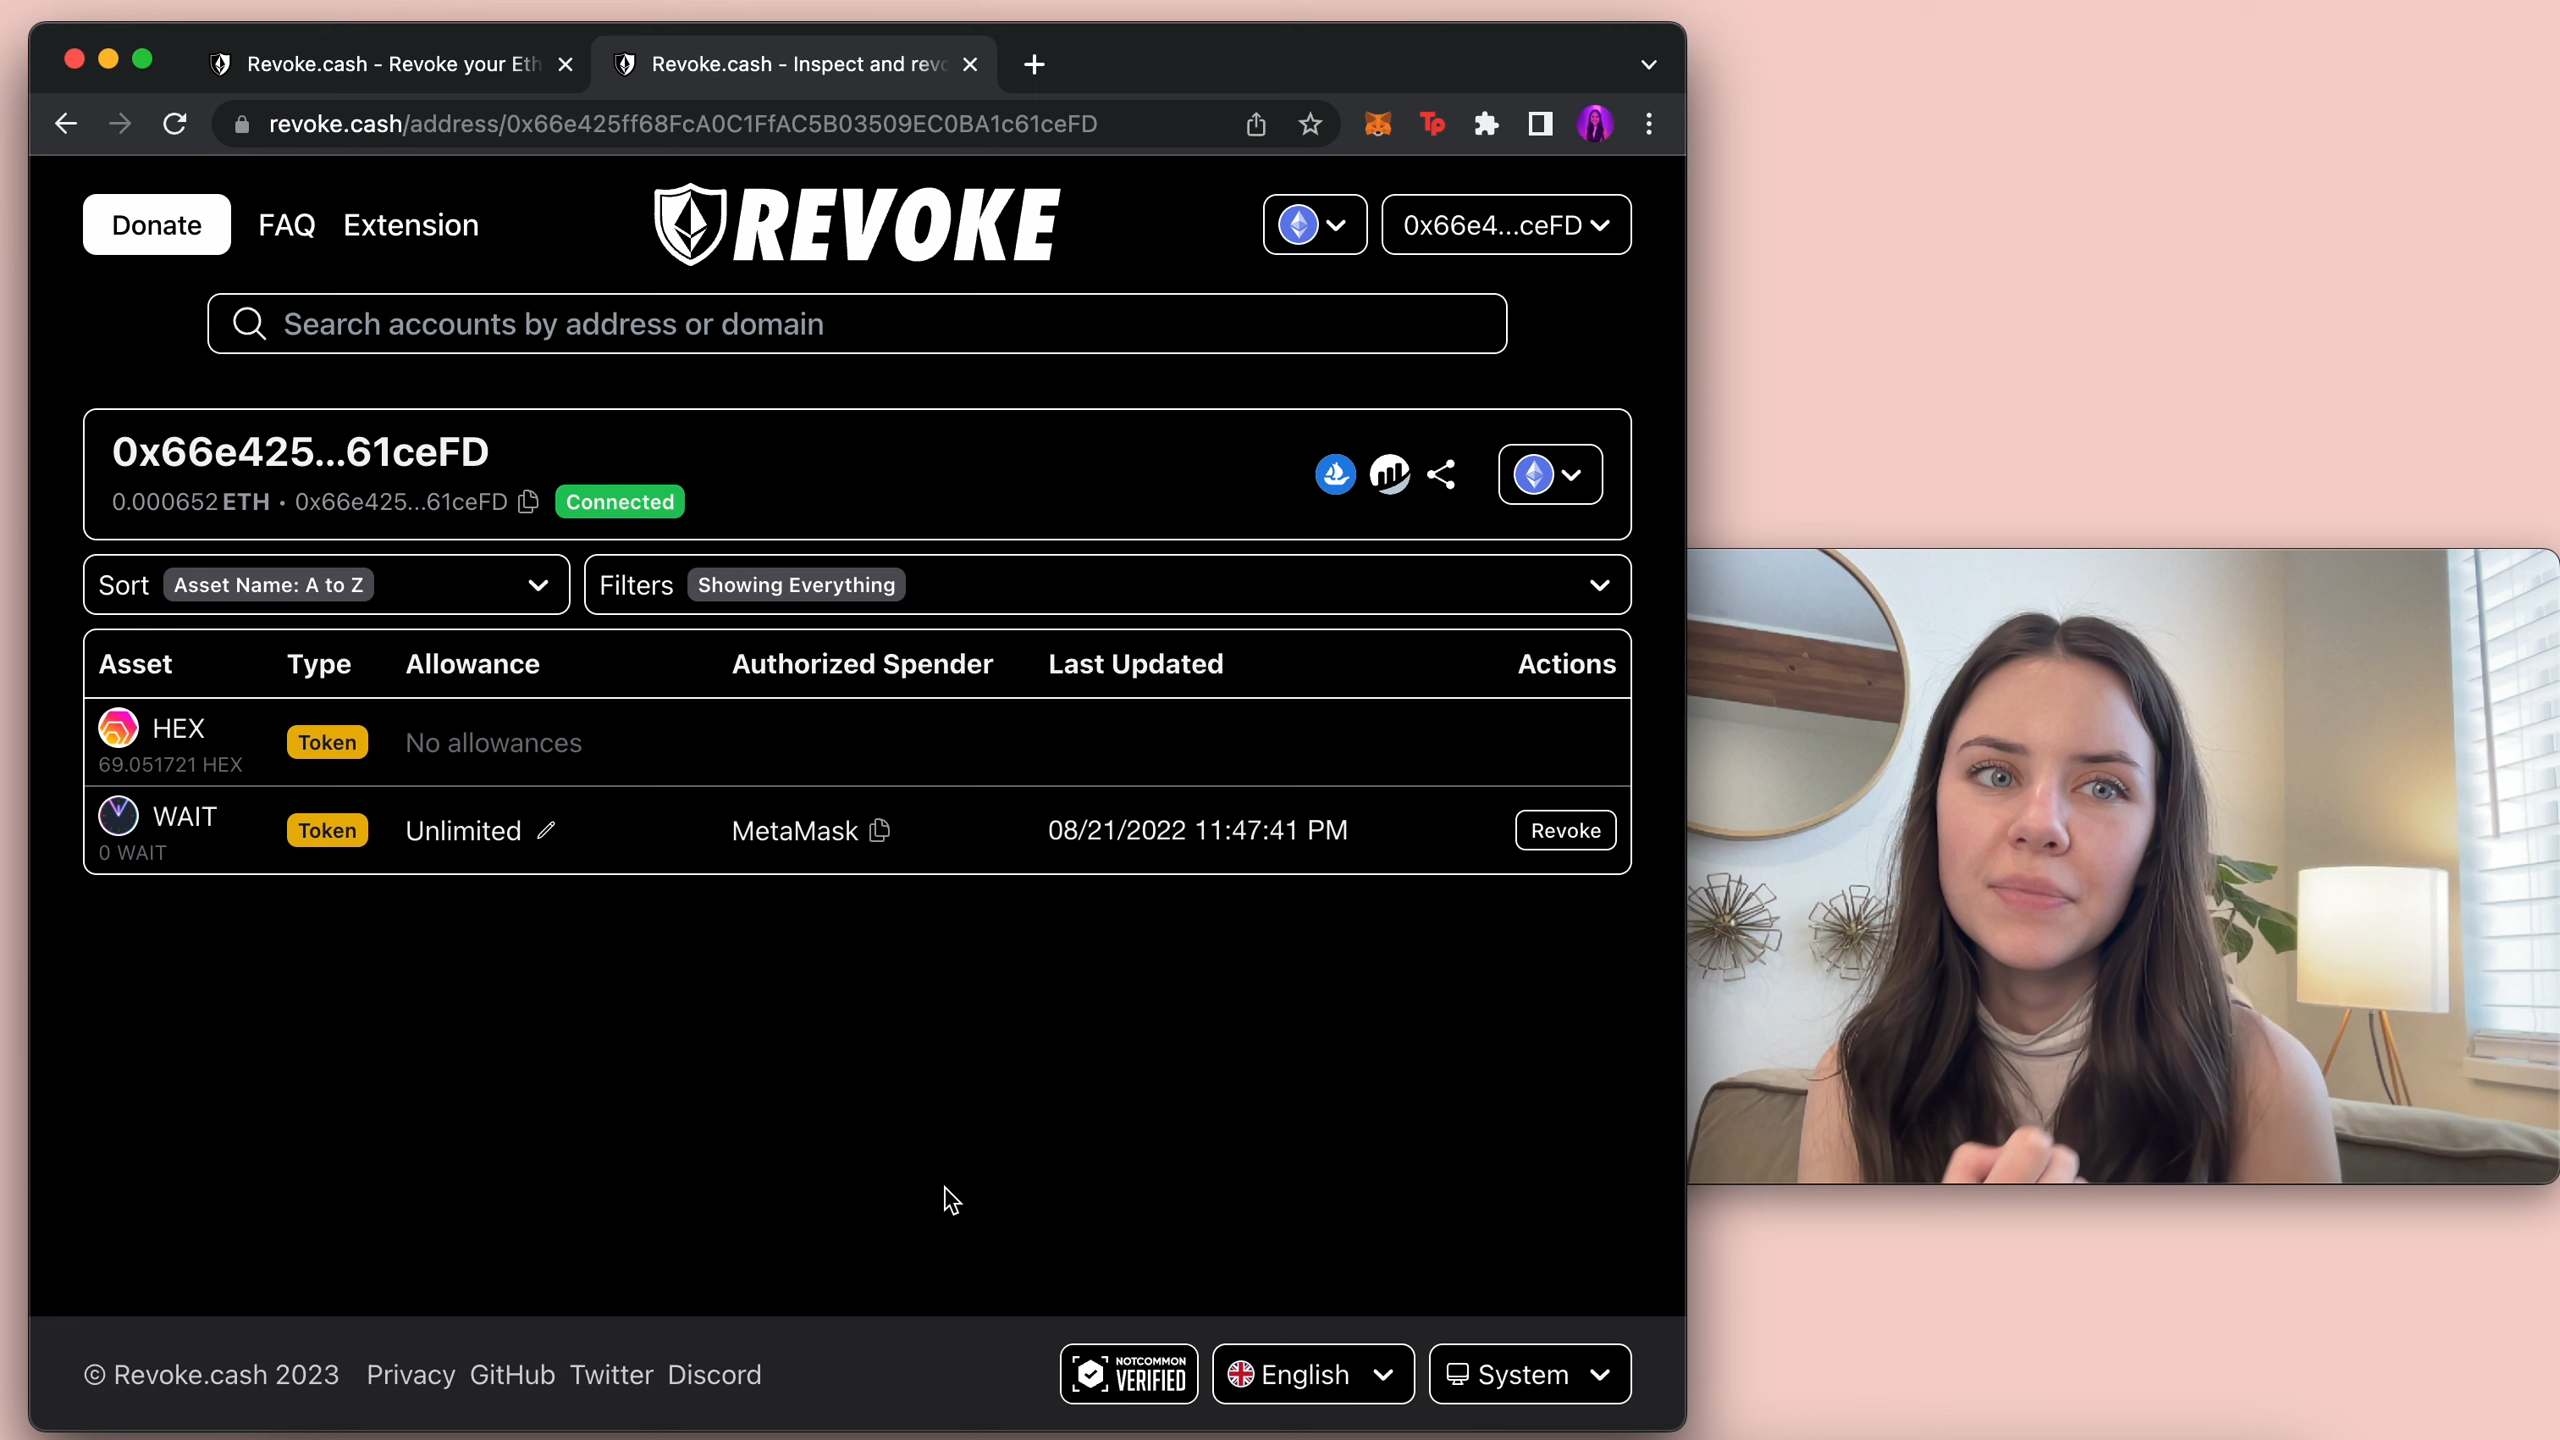 Revoke.cash - Revoke your Eth
Revoke.cash - Inspect and revo
revoke.cash/address/0x66e425ff68FcA0C1FfAC5B03509EC0BA1c61ceFD
Tp
Donate FAQ Extension
REVOKE
0x66e4...ceFD
Search accounts by address or domain
0x66e425...61ceFD
0.000652 ETH • 0x66e425...61ceFD Connected
Sort Asset Name: A to Z
Filters Showing Everything
Asset Type Allowance Authorized Spender Last Updated Actions
HEX
69.051721 HEX
Token No allowances
WAIT
0 WAIT
Token Unlimited MetaMask 08/21/2022 11:47:41 PM Revoke
© Revoke.cash 2023 Privacy GitHub Twitter Discord
NOTCOMMON
VERIFIED
English
System